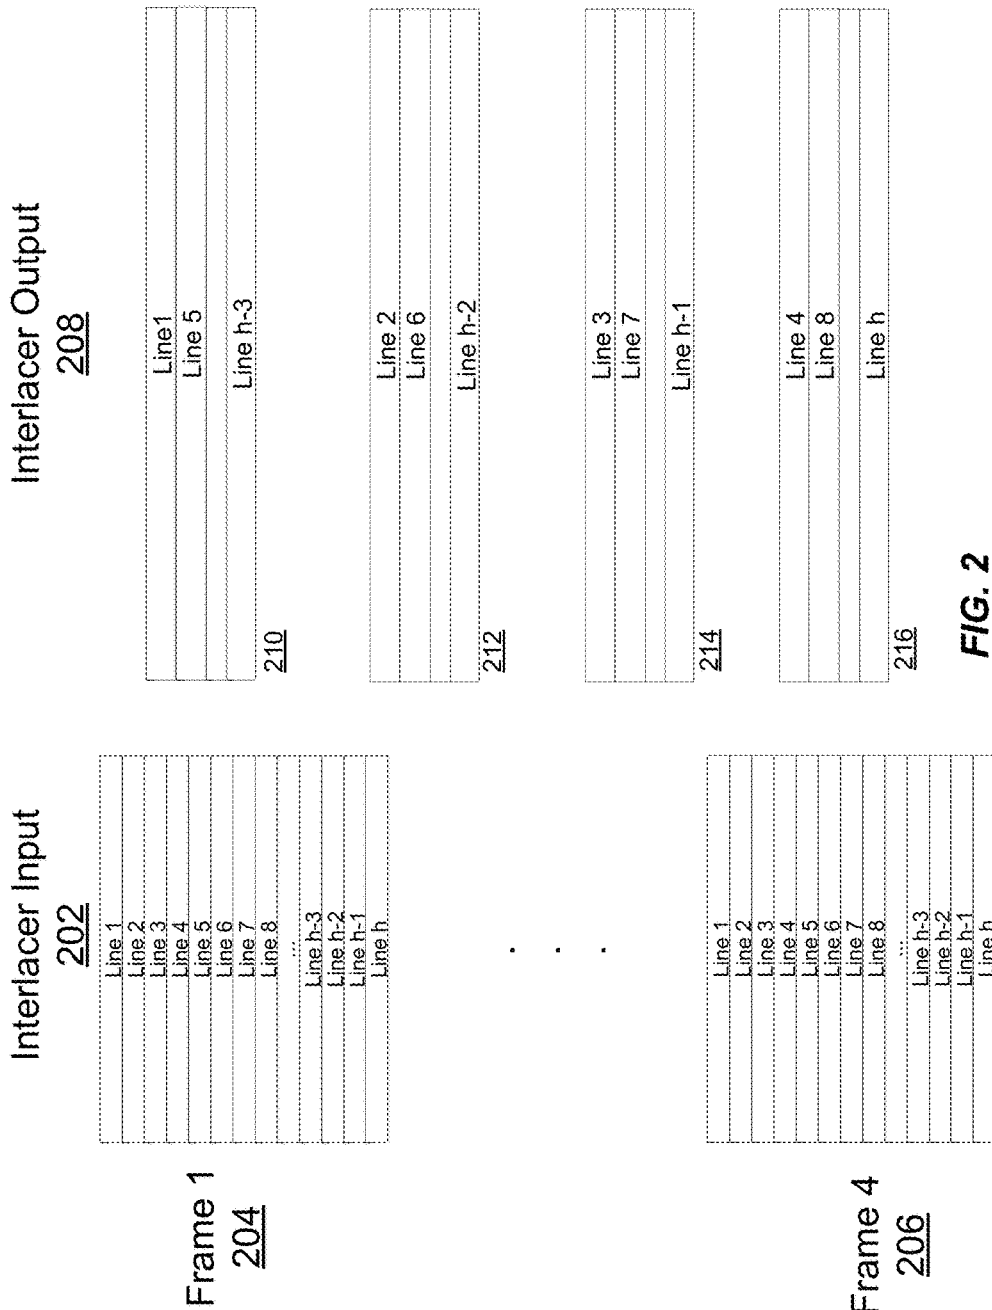 Interlacer Input
202
Interlacer Output
208
Frame 1
204
Line 1
Line 2
Line 3
Line 4
Line 5
Line 6
Line 7
Line 8
...
Line h-3
Line h-2
Line h-1
Line h
Line1
Line 5
Line h-3
210
Line 2
Line 6
Line h-2
212
. . .
Line 3
Line 7
Line h-1
214
Frame 4
206
Line 1
Line 2
Line 3
Line 4
Line 5
Line 6
Line 7
Line 8
...
Line h-3
Line h-2
Line h-1
Line h
Line 4
Line 8
Line h
216
FIG. 2